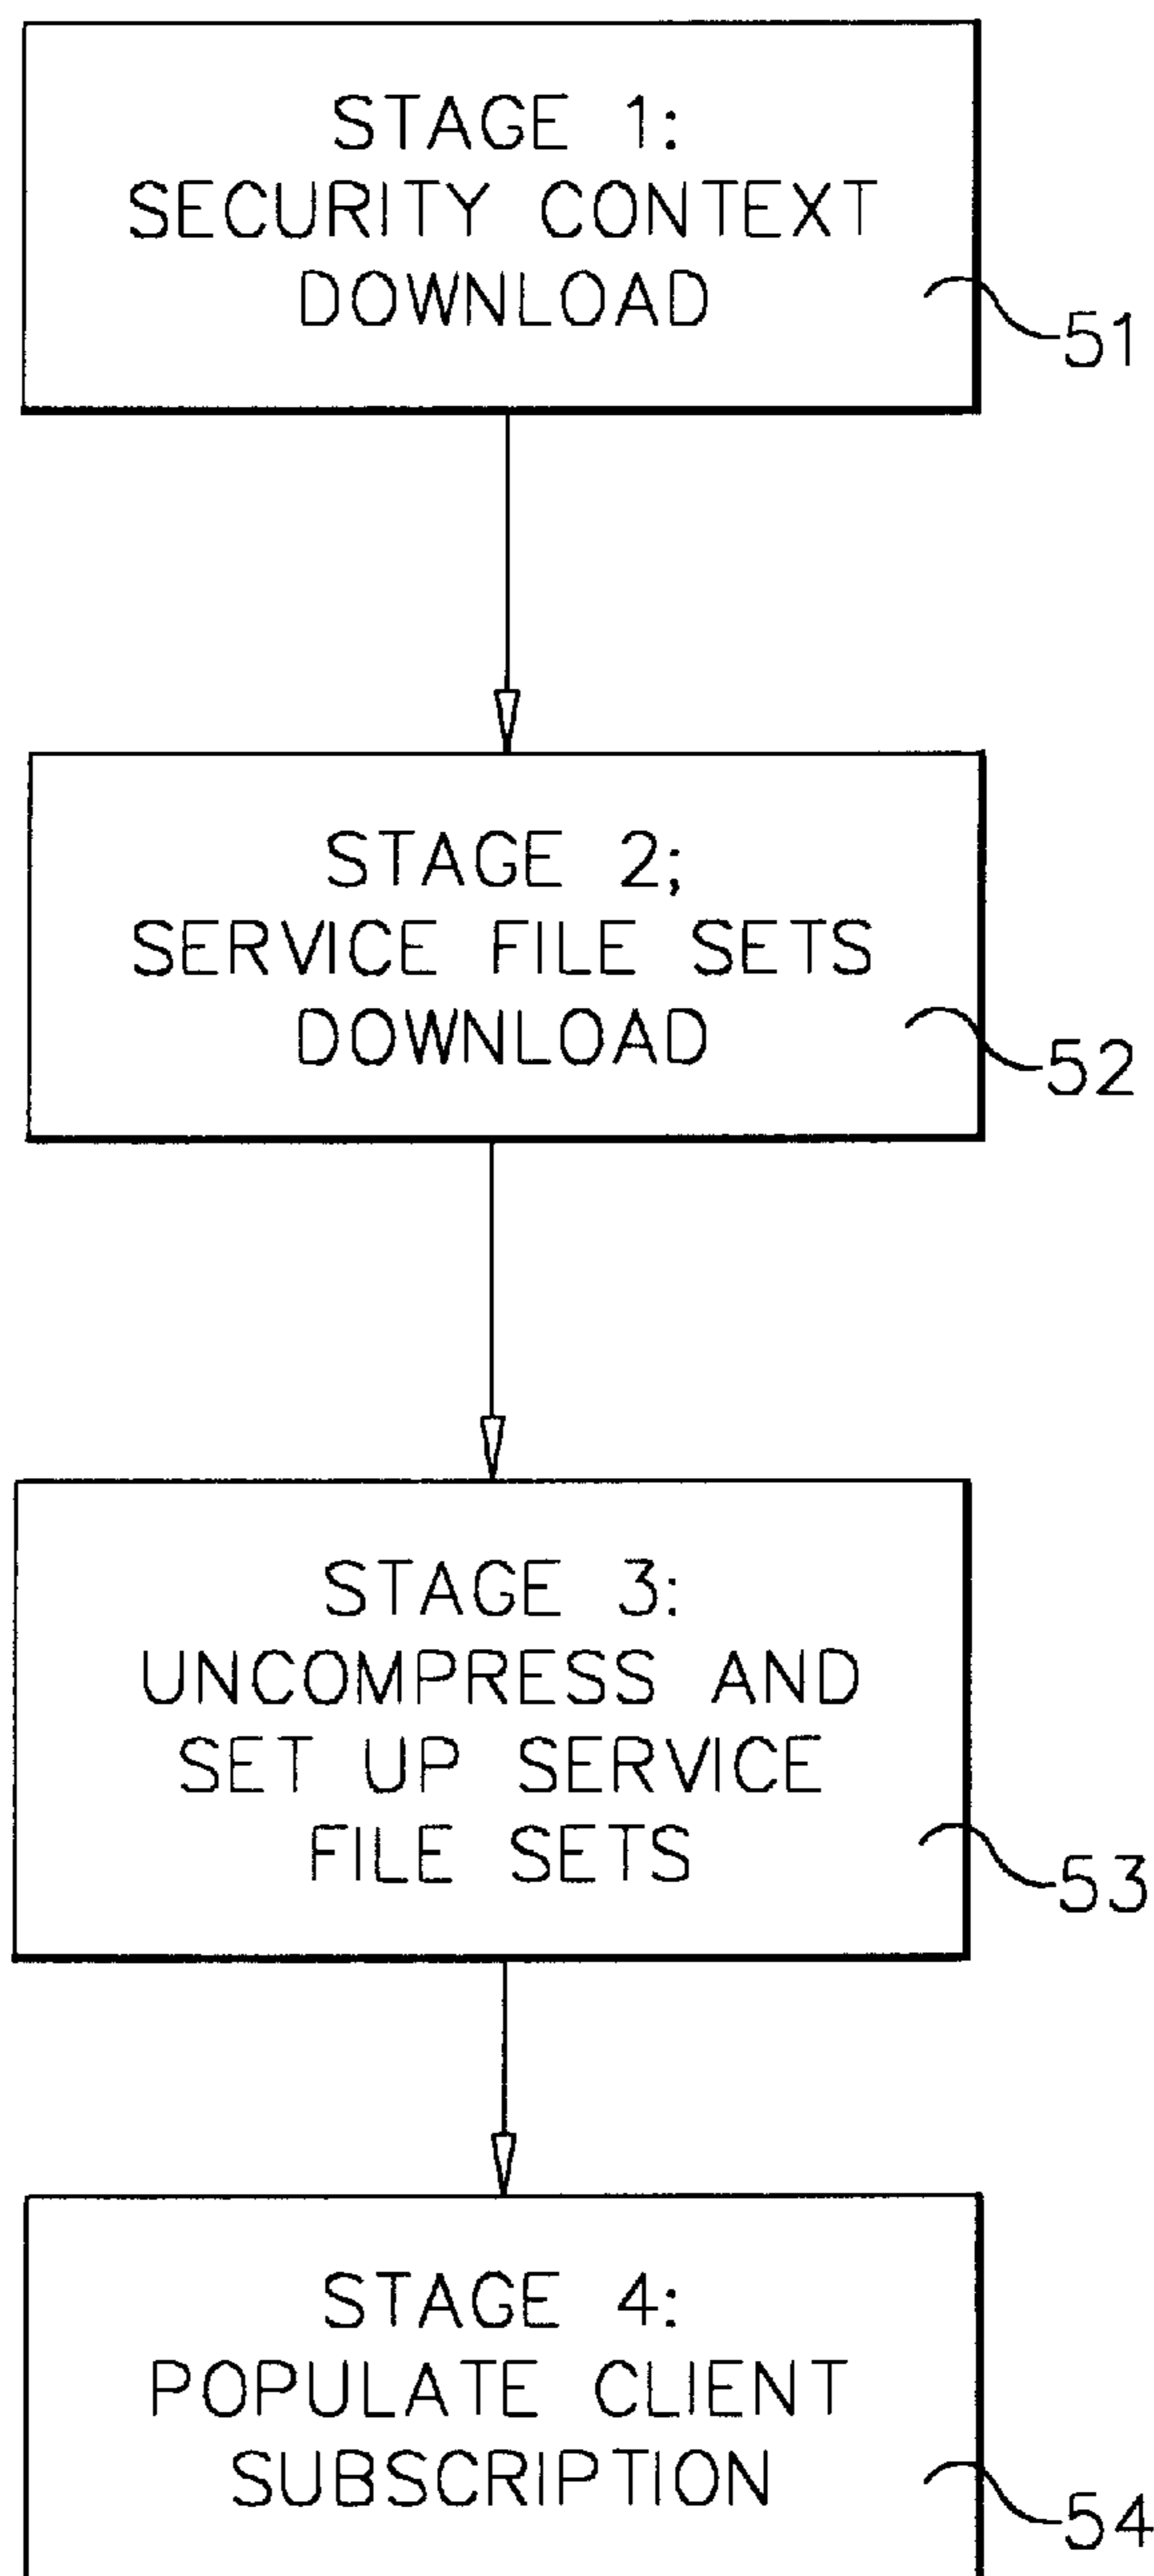 STAGE 1:
SECURITY CONTEXT
DOWNLOAD
51
STAGE 2;
SERVICE FILE SETS
DOWNLOAD
52
STAGE 3:
UNCOMPRESS AND
SET UP SERVICE
FILE SETS
53
STAGE 4:
POPULATE CLIENT
SUBSCRIPTION
54